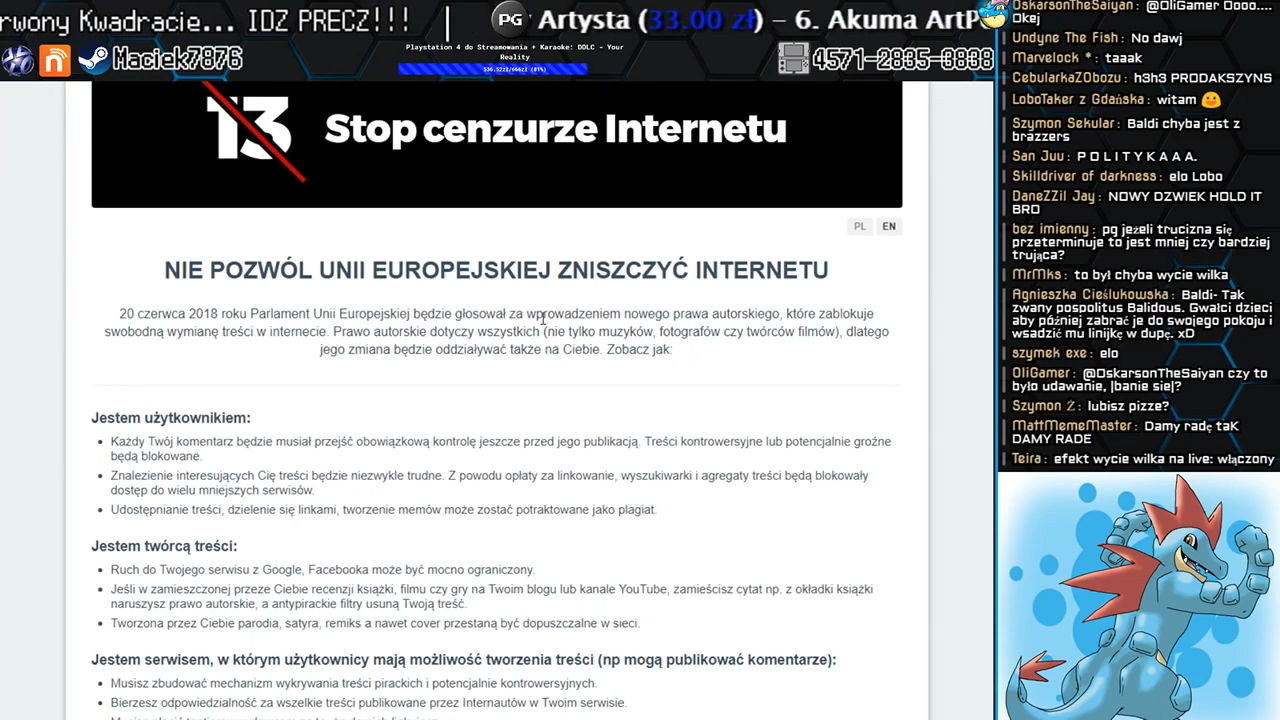 rwony Kwadracie... IDZ PRECZ!!!
PG
Artysta (33.00 zł) – 6. Akuma ArtP
Playstation 4 do Streamowania + Karaoke: DDLC - Your
Reality
536.52zł/666zł (81%)
n
Maciek7876
4571-2835-3838
13
Stop cenzurze Internetu
PL EN
NIE POZWÓL UNII EUROPEJSKIEJ ZNISZCZYĆ INTERNETU
20 czerwca 2018 roku Parlament Unii Europejskiej będzie głosował za wprowadzeniem nowego prawa autorskiego, które zablokuje
swobodną wymianę treści w internecie. Prawo autorskie dotyczy wszystkich (nie tylko muzyków, fotografów czy twórców filmów), dlatego
jego zmiana będzie oddziaływać także na Ciebie. Zobacz jak:
Jestem użytkownikiem:
Każdy Twój komentarz będzie musiał przejść obowiązkową kontrolę jeszcze przed jego publikacją. Treści kontrowersyjne lub potencjalnie groźne
będą blokowane.
Znalezienie interesujących Cię treści będzie niezwykle trudne. Z powodu opłaty za linkowanie, wyszukiwarki i agregaty treści będą blokowały
dostęp do wielu mniejszych serwisów.
Udostępnianie treści, dzielenie się linkami, tworzenie memów może zostać potraktowane jako plagiat.
Jestem twórcą treści:
Ruch do Twojego serwisu z Google, Facebooka może być mocno ograniczony.
Jeśli w zamieszczonej przeze Ciebie recenzji książki, filmu czy gry na Twoim blogu lub kanale YouTube, zamieścisz cytat np. z okładki książki
naruszysz prawo autorskie, a antypirackie filtry usuną Twoją treść.
Tworzona przez Ciebie parodia, satyra, remiks a nawet cover przestaną być dopuszczalne w sieci.
Jestem serwisem, w którym użytkownicy mają możliwość tworzenia treści (np mogą publikować komentarze):
Musisz zbudować mechanizm wykrywania treści pirackich i potencjalnie kontrowersyjnych.
Bierzesz odpowiedzialność za wszelkie treści publikowane przez Internautów w Twoim serwisie.
OskarsonTheSaiyan: @OliGamer Oooo....
Okej
Undyne The Fish: No dawj
Marvelock *: taaak
CebularkaZObozu: h3h3 PRODAKSZYNS
LoboTaker z Gdańska: witam
Szymon Sekular: Baldi chyba jest z
brazzers
San Juu: P O L I T Y K A A A.
Skilldriver of darkness: elo Lobo
DaneZZil Jay: NOWY DZWIEK HOLD IT
BRO
bez imienny: pg jeżeli trucizna się
przeterminuje to jest mniej czy bardziej
trująca?
MrMks: to był chyba wycie wilka
Agnieszka Cieślukowska: Baldi- Tak
zwany pospolitus Balidous. Gwałci dzieci
aby później zabrać je do swojego pokoju i
wsadzić mu linijkę w dupę. xD
szymek exe: elo
OliGamer: @OskarsonTheSaiyan czy to
było udawanie, |banie się|?
Szymon Ż: lubisz pizze?
MattMemeMaster: Damy radę taK
DAMY RADE
Teira: efekt wycie wilka na live: włączony